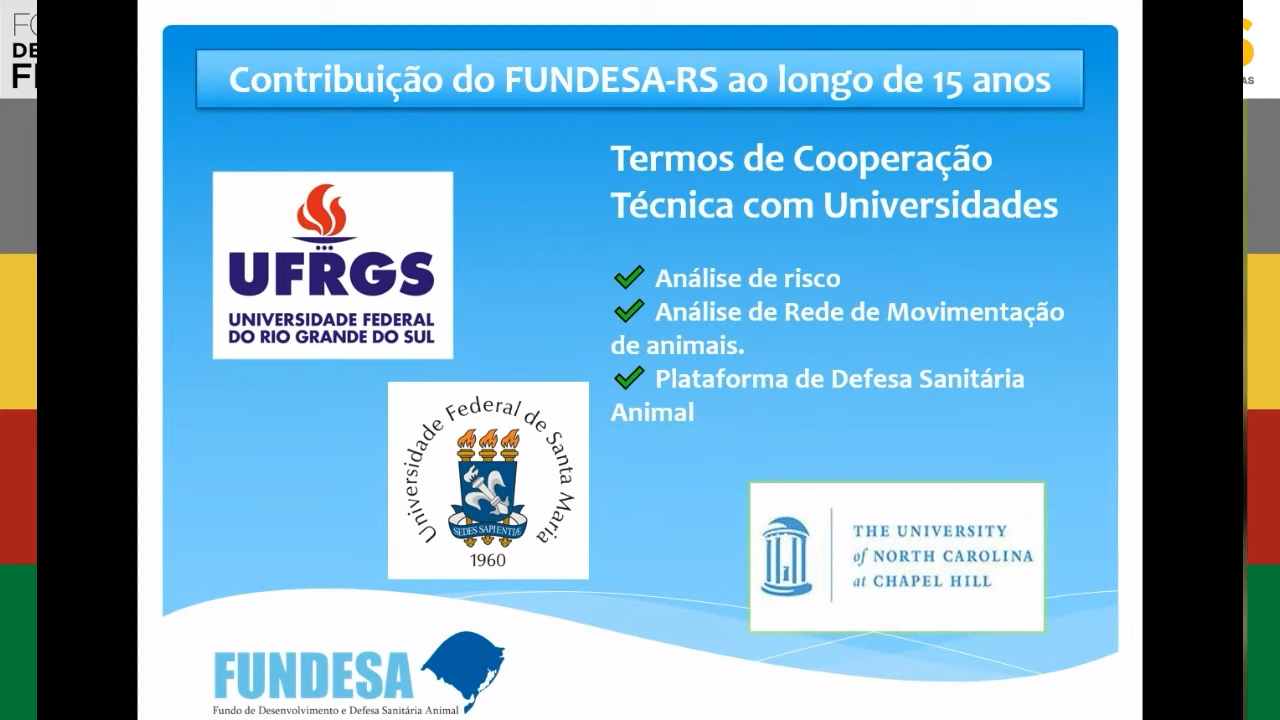 Contribuição do FUNDESA-RS ao longo de 15 anos
Termos de Cooperação
Técnica com Universidades
Análise de risco
Análise de Rede de Movimentação
de animais.
Plataforma de Defesa Sanitária
Animal
UFRGS
UNIVERSIDADE FEDERAL
DO RIO GRANDE DO SUL
Universidade Federal de Santa Maria
SEDES SAPIENTIÆ
1960
THE UNIVERSITY
of NORTH CAROLINA
at CHAPEL HILL
FUNDESA
Fundo de Desenvolvimento e Defesa Sanitária Animal